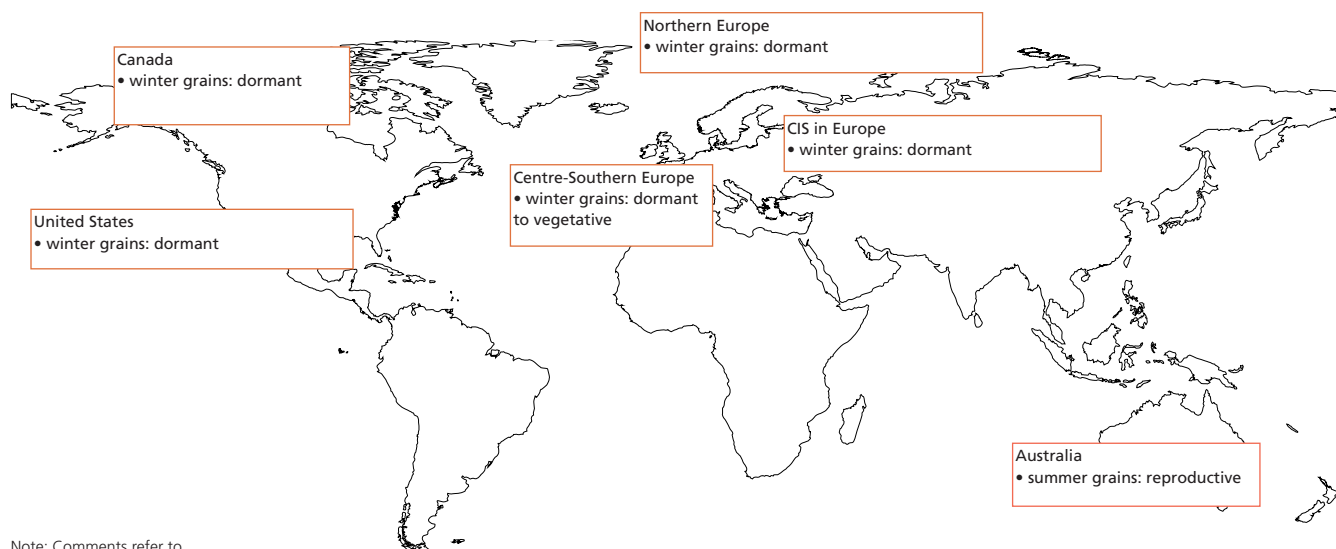 Northern Europe
• winter grains: dormant
Canada
• winter grains: dormant
CIS in Europe
• winter grains: dormant
Centre-Southern Europe
• winter grains: dormant
to vegetative
United States
• winter grains: dormant
Australia
• summer grains: reproductive
Note: Comments refer to